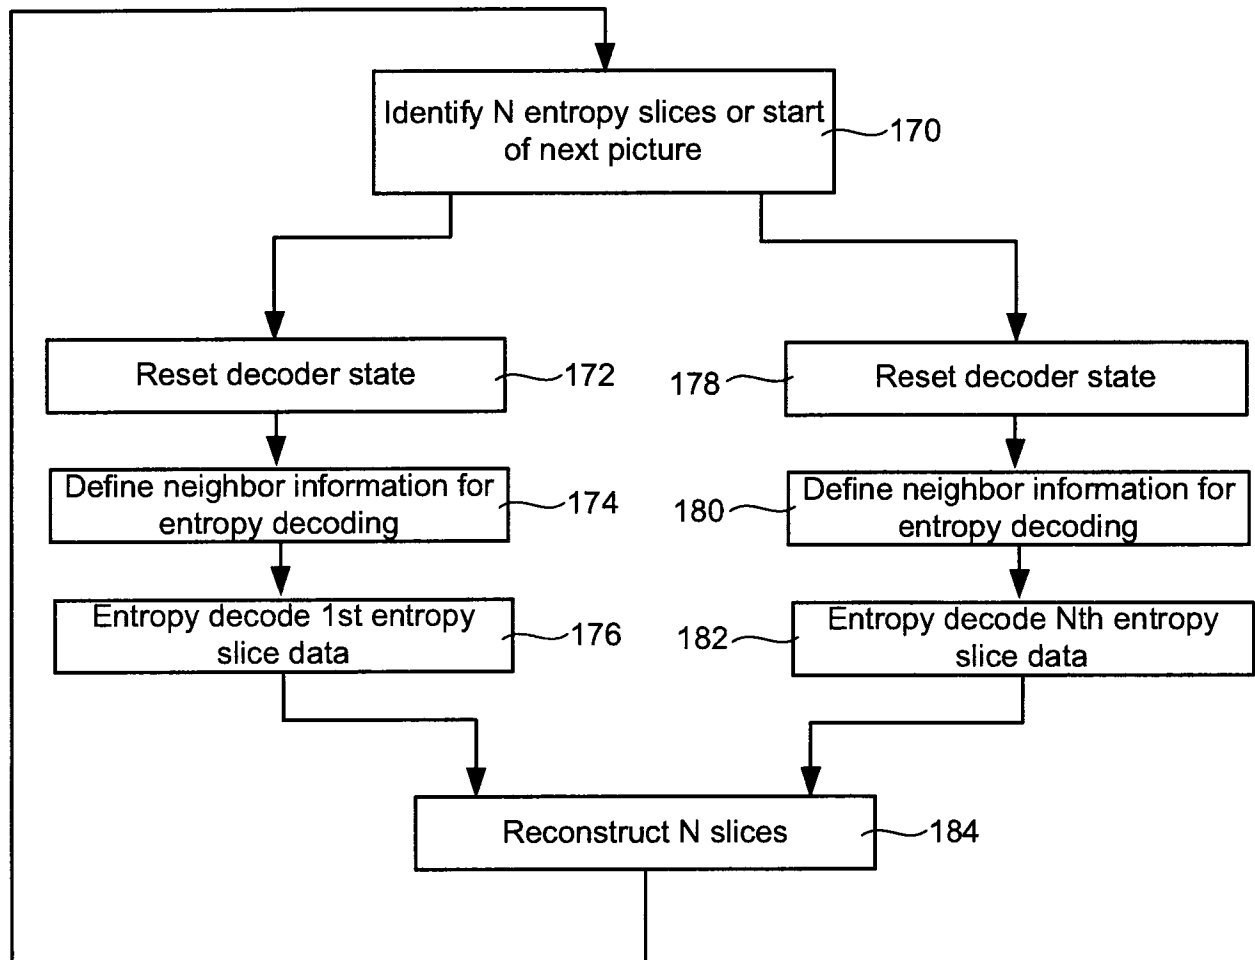 Identify N entropy slices or start
of next picture
170
Reset decoder state
172
178
Reset decoder state
Define neighbor information for
entropy decoding
174
180
Define neighbor information for
entropy decoding
Entropy decode 1st entropy
slice data
176
182
Entropy decode Nth entropy
slice data
Reconstruct N slices
184